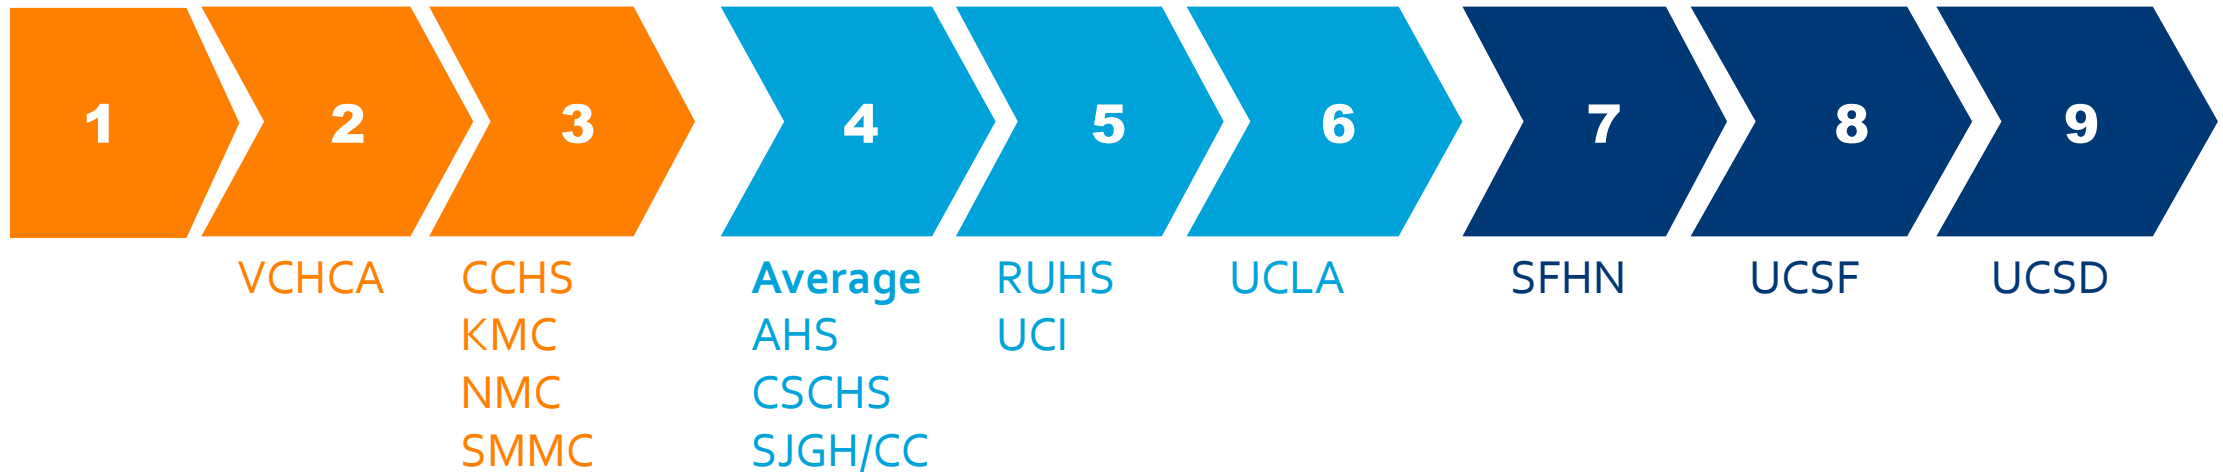 1 2 3 4 5 6 7 8 9
VCHCA CCHS Average RUHS UCLA SFHN UCSF UCSD
KMC AHS UCI
NMC CSCHS
SMMC SJGH/CC